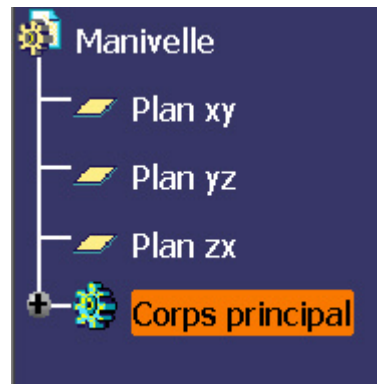 Manivelle
Plan xy
Plan yz
Plan zx
Corps principal